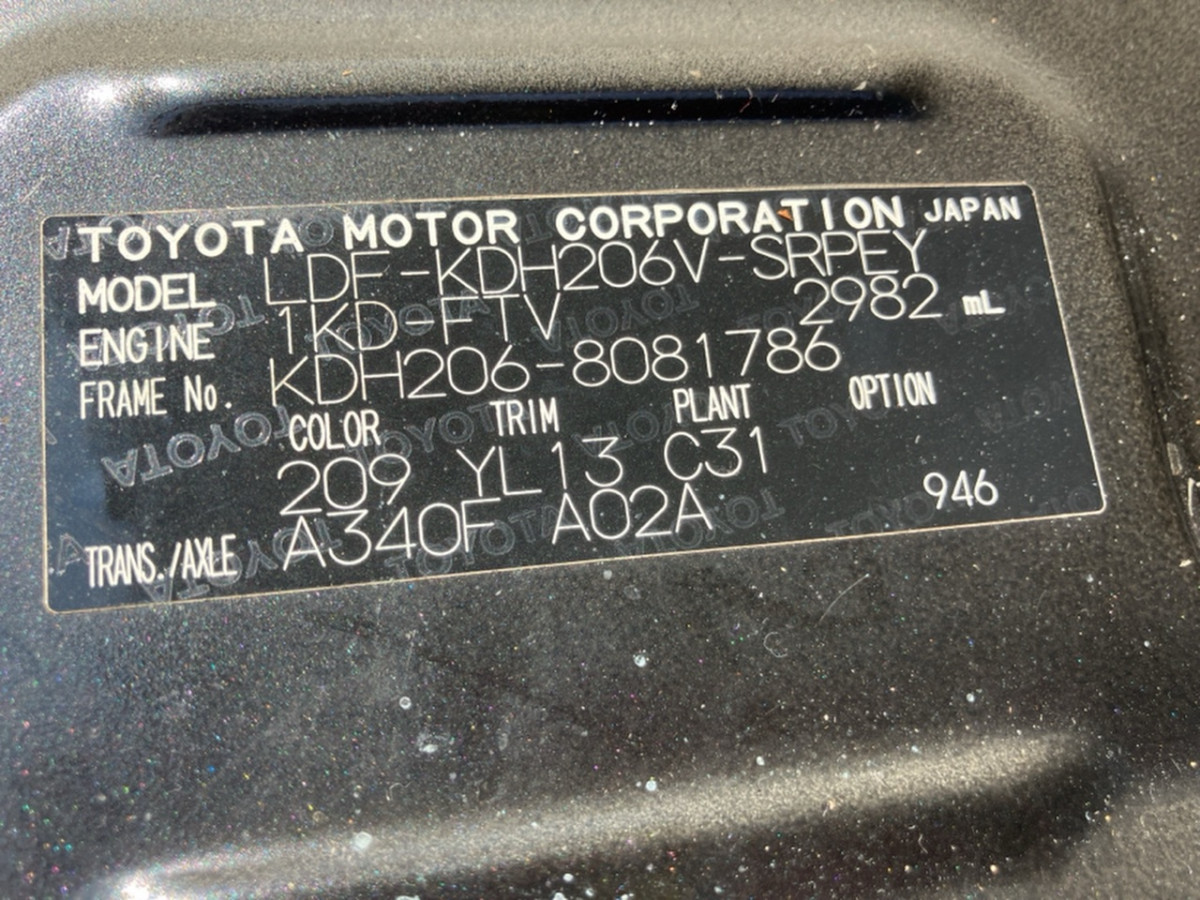 TOYOTA MOTOR CORPORATION JAPAN
MODEL LDF-KDH206V-SRPEY
ENGINE 1KD-FTV 2982 mL
FRAME No. KDH206-8081786
COLOR TRIM PLANT OPTION
209 YL13 C31
TRANS./AXLE A340F A02A 946